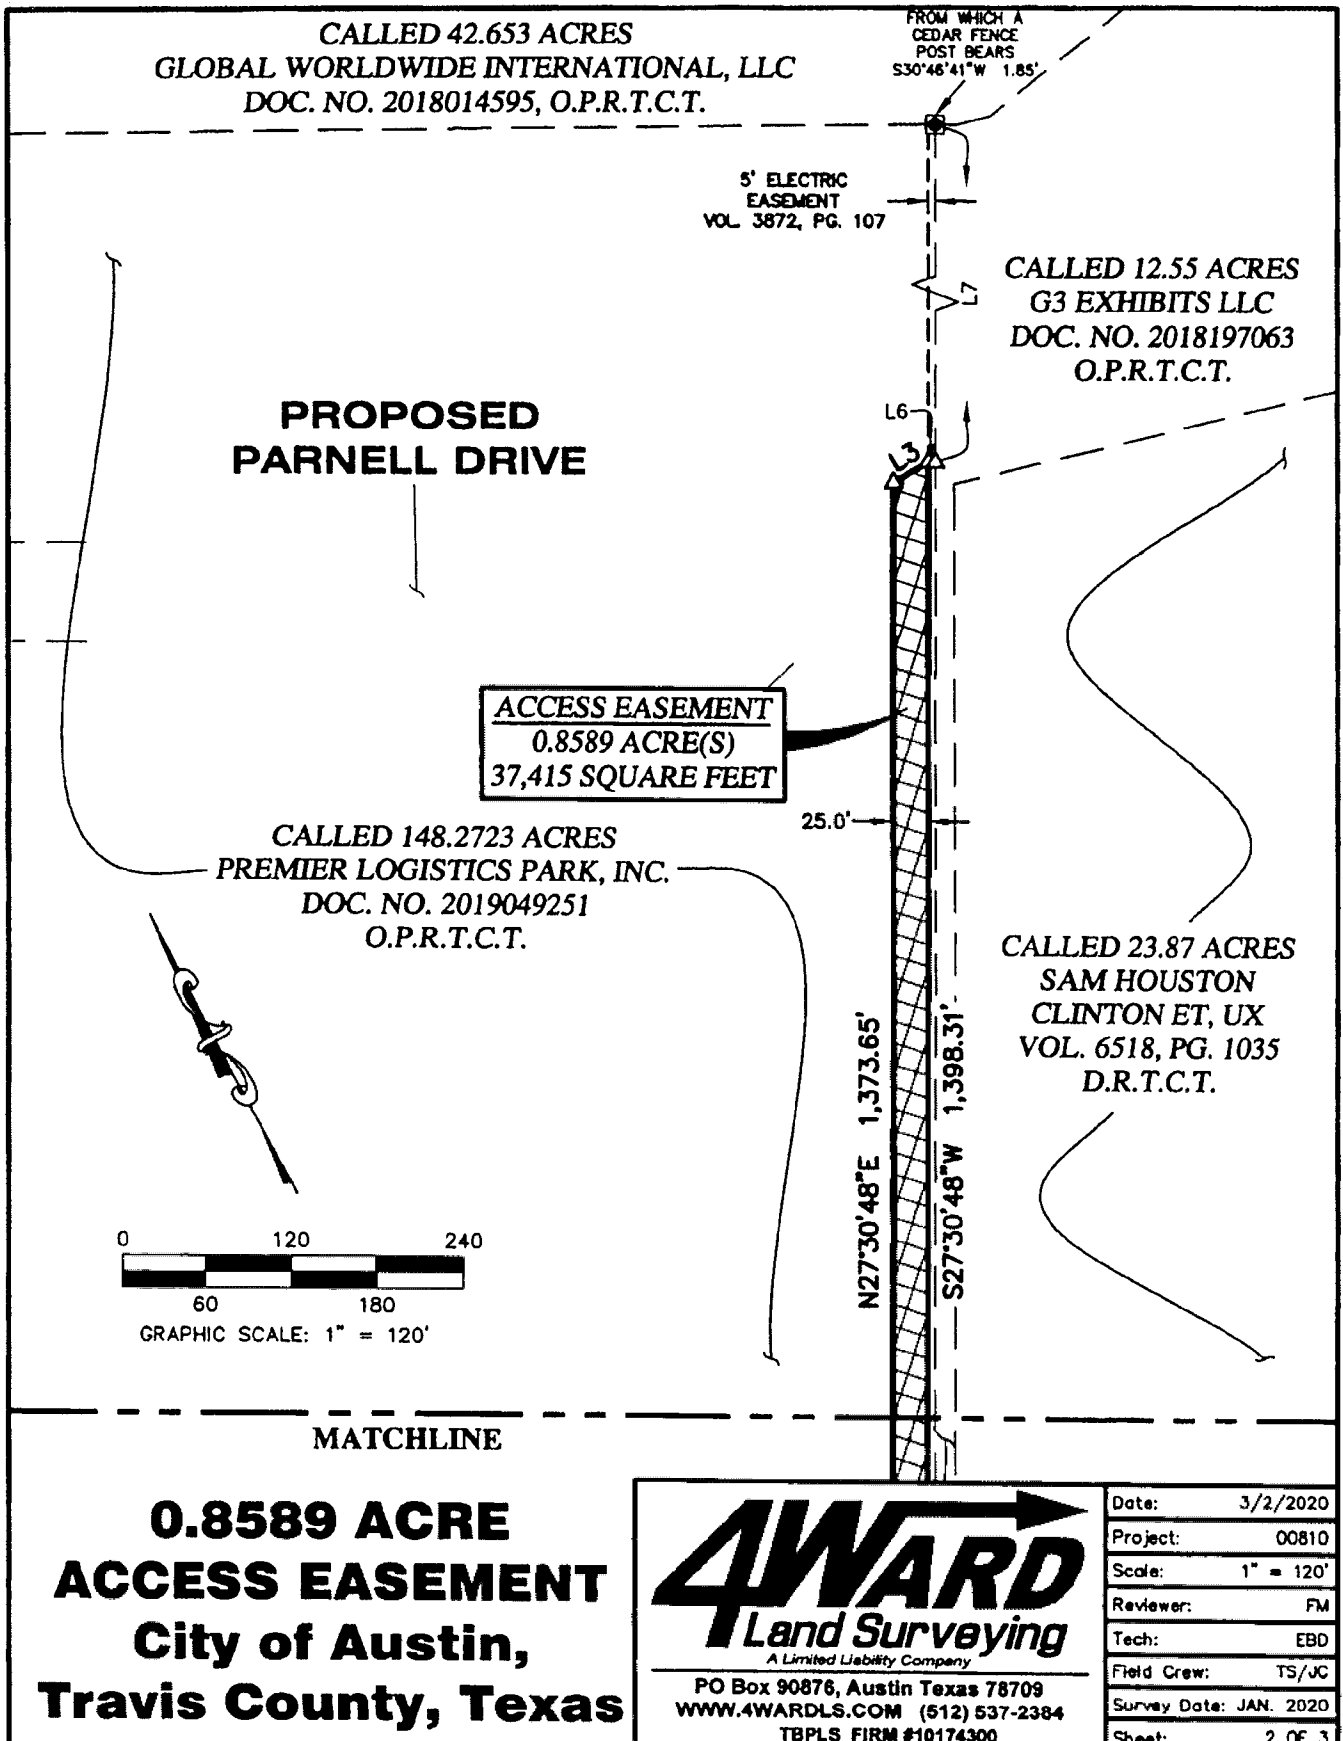 CALLED 42.653 ACRES
GLOBAL WORLDWIDE INTERNATIONAL, LLC
DOC. NO. 2018014595, O.P.R.T.C.T.
FROM WHICH A
CEDAR FENCE
POST BEARS
S30°46'41"W 1.85'
5' ELECTRIC
EASEMENT
VOL. 3872, PG. 107
L7
CALLED 12.55 ACRES
G3 EXHIBITS LLC
DOC. NO. 2018197063
O.P.R.T.C.T.
PROPOSED
PARNELL DRIVE
L6
L3
ACCESS EASEMENT
0.8589 ACRE(S)
37,415 SQUARE FEET
25.0'
CALLED 148.2723 ACRES
PREMIER LOGISTICS PARK, INC.
DOC. NO. 2019049251
O.P.R.T.C.T.
CALLED 23.87 ACRES
SAM HOUSTON
CLINTON ET, UX
VOL. 6518, PG. 1035
D.R.T.C.T.
N27°30'48"E 1,373.65'
S27°30'48"W 1,398.31'
0 120 240
60 180
GRAPHIC SCALE: 1" = 120'
MATCHLINE
0.8589 ACRE
ACCESS EASEMENT
City of Austin,
Travis County, Texas
4WARD
Land Surveying
A Limited Liability Company
PO Box 90876, Austin Texas 78709
WWW.4WARDLS.COM (512) 537-2384
TBPLS FIRM #10174300
Date: 3/2/2020
Project: 00810
Scale: 1" = 120'
Reviewer: FM
Tech: EBD
Field Crew: TS/JC
Survey Date: JAN. 2020
Sheet: 2 OF 3